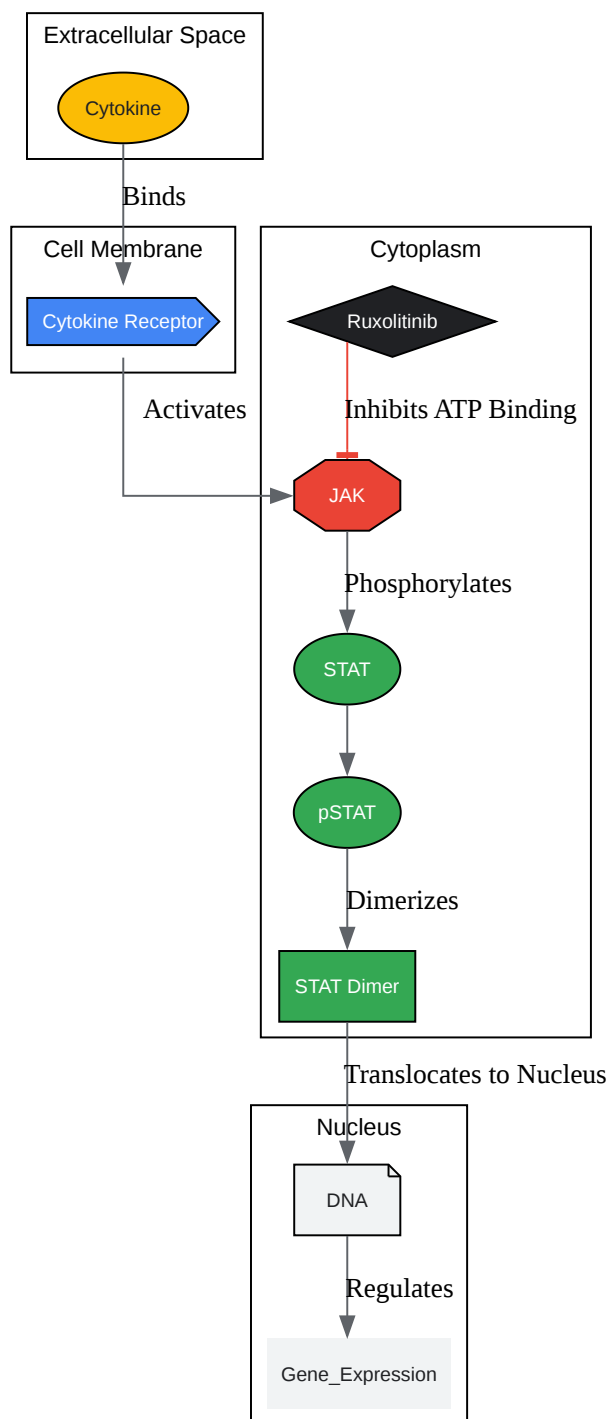 Extracellular Space
Cytokine
Binds
Cell Membrane
Cytokine Receptor
Activates
Cytoplasm
Ruxolitinib
Inhibits ATP Binding
JAK
Phosphorylates
STAT
pSTAT
Dimerizes
STAT Dimer
Translocates to Nucleus
Nucleus
DNA
Regulates
Gene_Expression